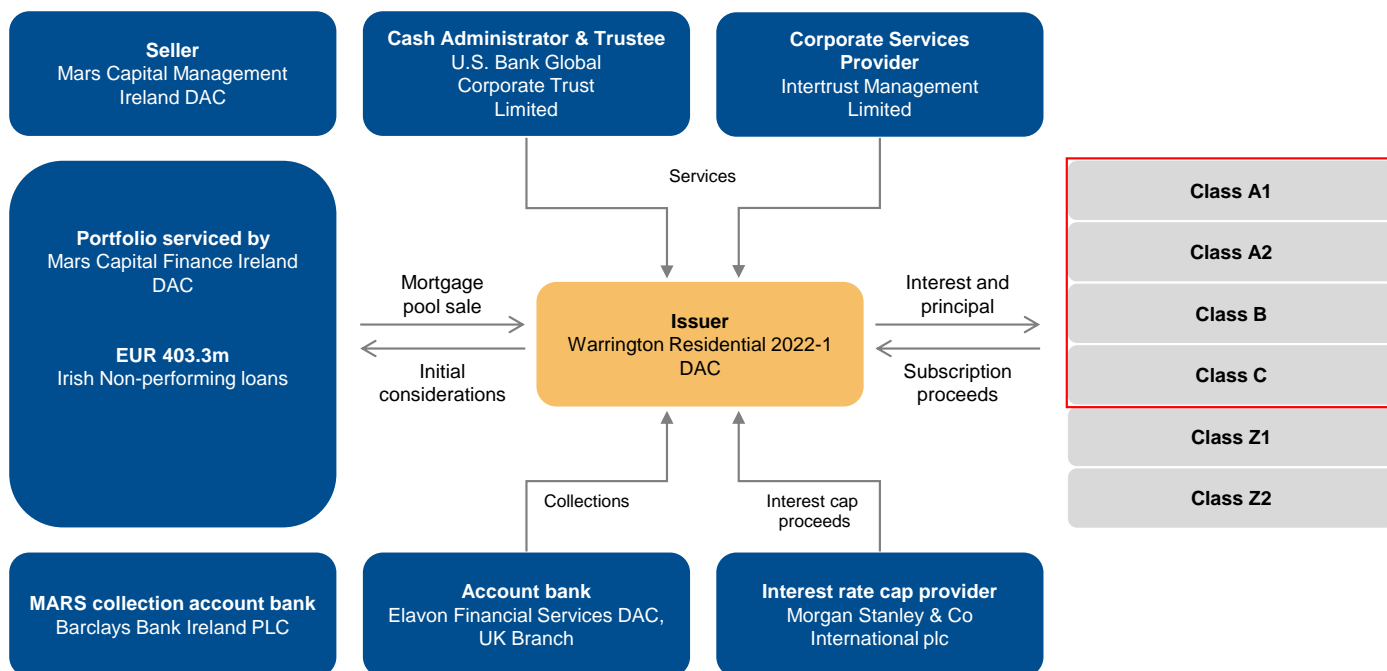 Seller
Mars Capital Management
Ireland DAC
Cash Administrator & Trustee
U.S. Bank Global
Corporate Trust
Limited
Corporate Services
Provider
Intertrust Management
Limited
Services
Portfolio serviced by
Mars Capital Finance Ireland
DAC
EUR 403.3m
Irish Non-performing loans
Mortgage
pool sale
Initial
considerations
Issuer
Warrington Residential 2022-1
DAC
Interest and
principal
Subscription
proceeds
Class A1
Class A2
Class B
Class C
Class Z1
Class Z2
Collections
Interest cap
proceeds
MARS collection account bank
Barclays Bank Ireland PLC
Account bank
Elavon Financial Services DAC,
UK Branch
Interest rate cap provider
Morgan Stanley & Co
International plc